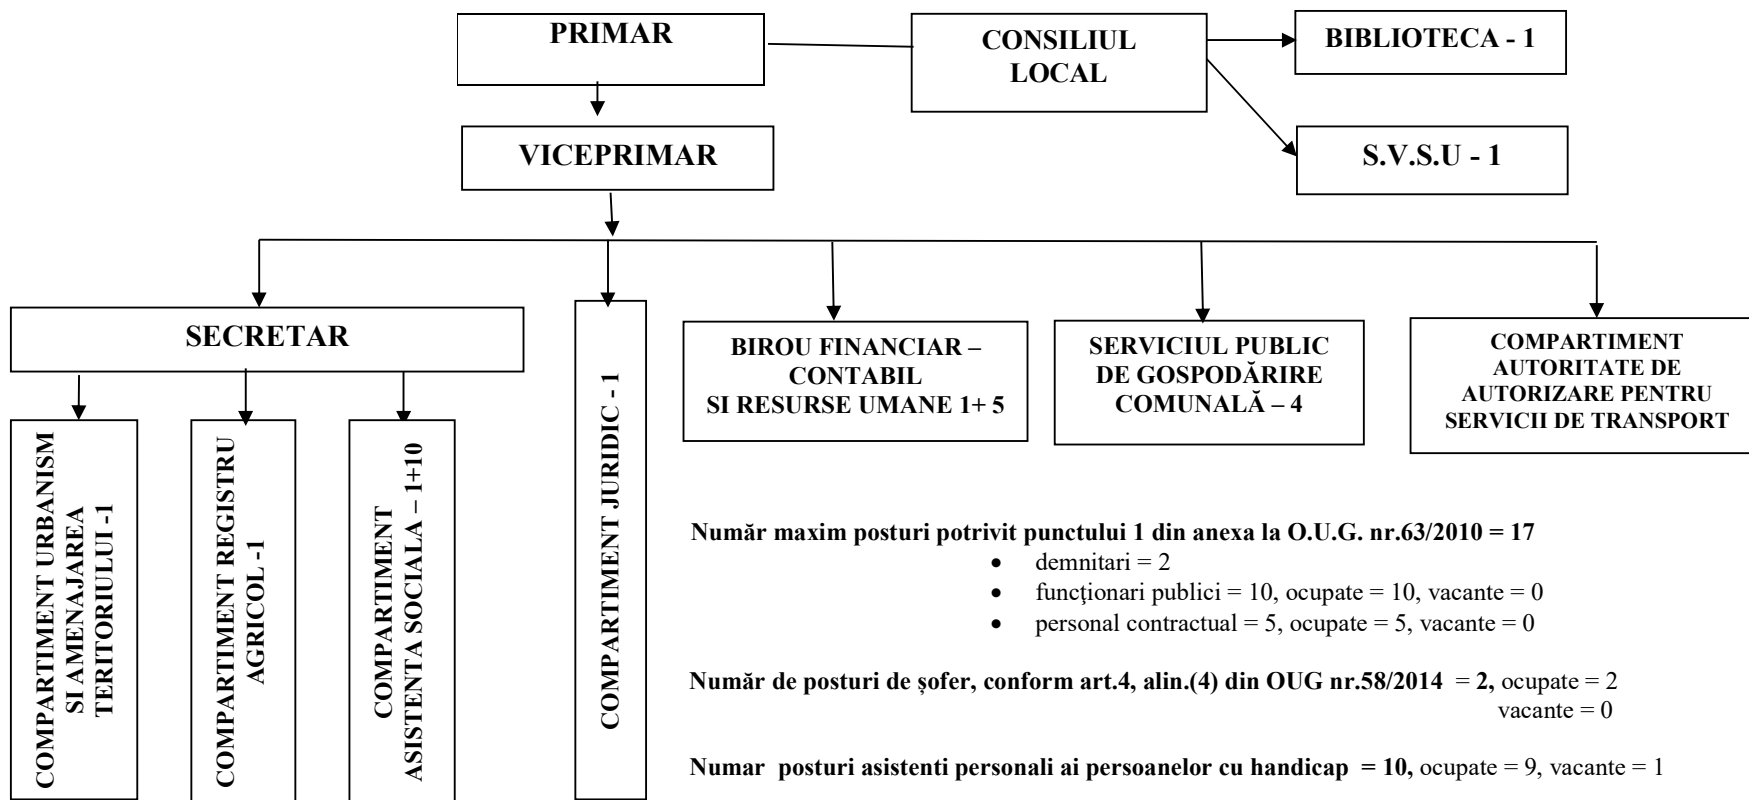 PRIMAR
CONSILIUL
LOCAL
BIBLIOTECA - 1
VICEPRIMAR
S.V.S.U - 1
SECRETAR
COMPARTIMENT URBANISM
SI AMENAJAREA
TERITORIULUI -1
COMPARTIMENT REGISTRU
AGRICOL -1
COMPARTIMENT
ASISTENTA SOCIALA – 1+10
COMPARTIMENT JURIDIC - 1
BIROU FINANCIAR –
CONTABIL
SI RESURSE UMANE 1+ 5
SERVICIUL PUBLIC
DE GOSPODĂRIRE
COMUNALĂ – 4
COMPARTIMENT
AUTORITATE DE
AUTORIZARE PENTRU
SERVICII DE TRANSPORT
Număr maxim posturi potrivit punctului 1 din anexa la O.U.G. nr.63/2010 = 17
• demnitari = 2
• funcţionari publici = 10, ocupate = 10, vacante = 0
• personal contractual = 5, ocupate = 5, vacante = 0
Număr de posturi de șofer, conform art.4, alin.(4) din OUG nr.58/2014 = 2, ocupate = 2
vacante = 0
Numar posturi asistenti personali ai persoanelor cu handicap = 10, ocupate = 9, vacante = 1